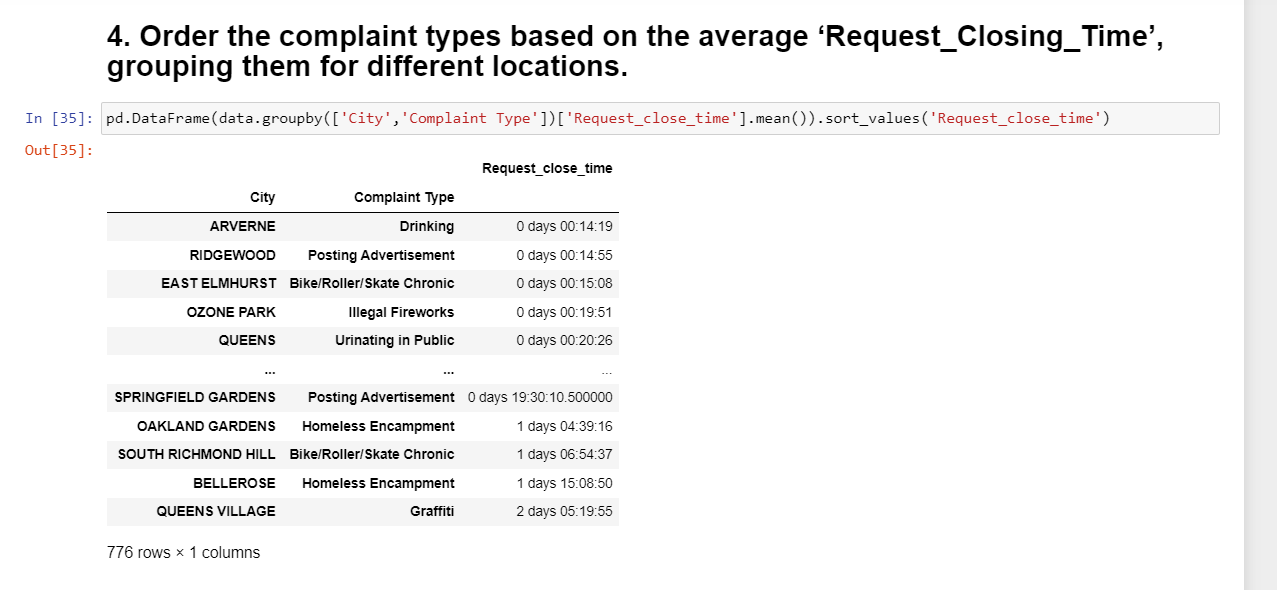 4. Order the complaint types based on the average ‘Request_Closing_Time’,
grouping them for different locations.
In [35]: pd.DataFrame(data.groupby(['City','Complaint Type'])['Request_close_time'].mean()).sort_values('Request_close_time')
Out[35]:
Request_close_time
City Complaint Type
ARVERNE Drinking 0 days 00:14:19
RIDGEWOOD Posting Advertisement 0 days 00:14:55
EAST ELMHURST Bike/Roller/Skate Chronic 0 days 00:15:08
OZONE PARK Illegal Fireworks 0 days 00:19:51
QUEENS Urinating in Public 0 days 00:20:26
... ... ...
SPRINGFIELD GARDENS Posting Advertisement 0 days 19:30:10.500000
OAKLAND GARDENS Homeless Encampment 1 days 04:39:16
SOUTH RICHMOND HILL Bike/Roller/Skate Chronic 1 days 06:54:37
BELLEROSE Homeless Encampment 1 days 15:08:50
QUEENS VILLAGE Graffiti 2 days 05:19:55
776 rows × 1 columns